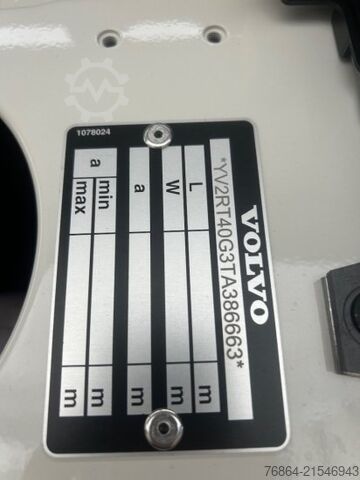 1078024
VOLVO
*YV2RT40G3TA386663*
L m
W m
a m
a min m
max m
76864-21546943